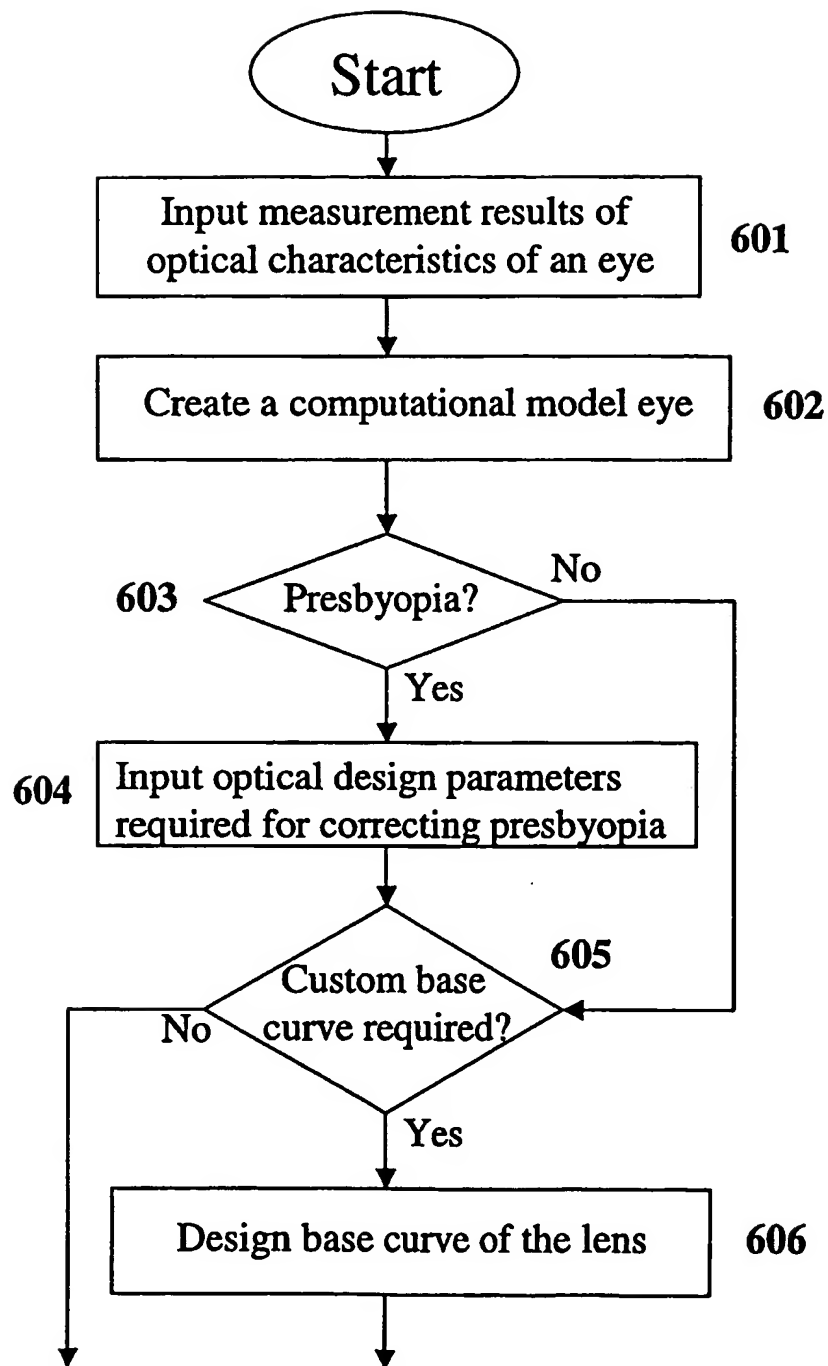 Start
Input measurement results of
optical characteristics of an eye
601
Create a computational model eye
602
603
Presbyopia?
No
Yes
604
Input optical design parameters
required for correcting presbyopia
605
Custom base
curve required?
No
Yes
Design base curve of the lens
606